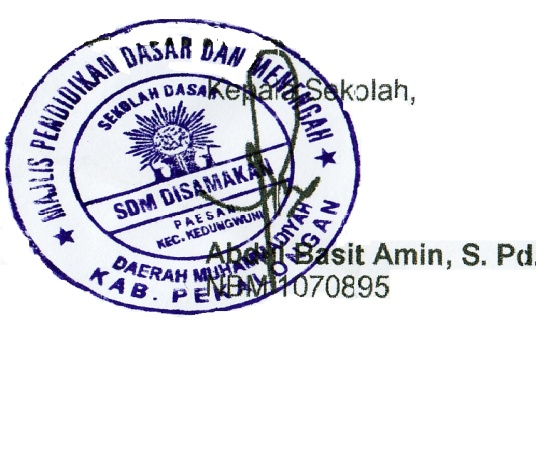 MAJLIS PENDIDIKAN DASAR DAN MENENGAH
SEKOLAH DASAR
SDM DISAMAKAN
PAESAN
KEC. KEDUNGWUNI
DAERAH MUHAMMADIYAH
KAB. PEKALONGAN
Kepala Sekolah,
Abdul Basit Amin, S. Pd.
NBM 1070895